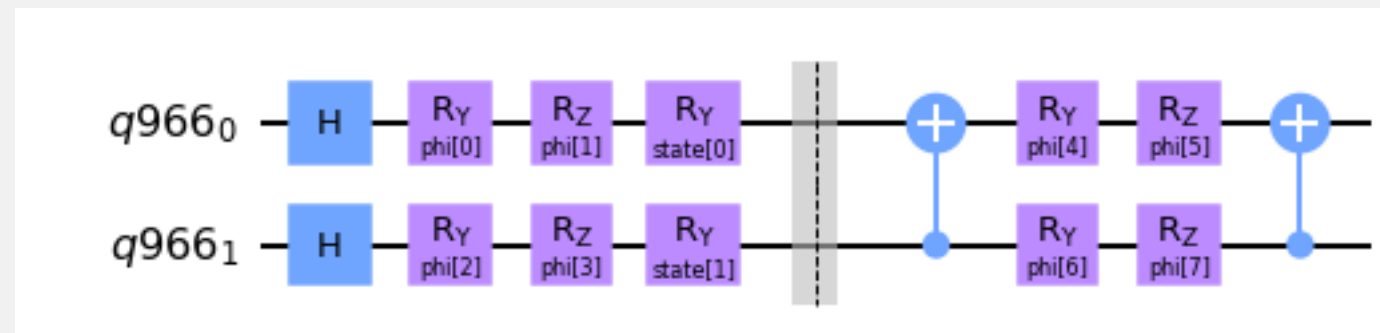 q966₀ H R_Y phi[0] R_Z phi[1] R_Y state[0] R_Y phi[4] R_Z phi[5]
q966₁ H R_Y phi[2] R_Z phi[3] R_Y state[1] R_Y phi[6] R_Z phi[7]